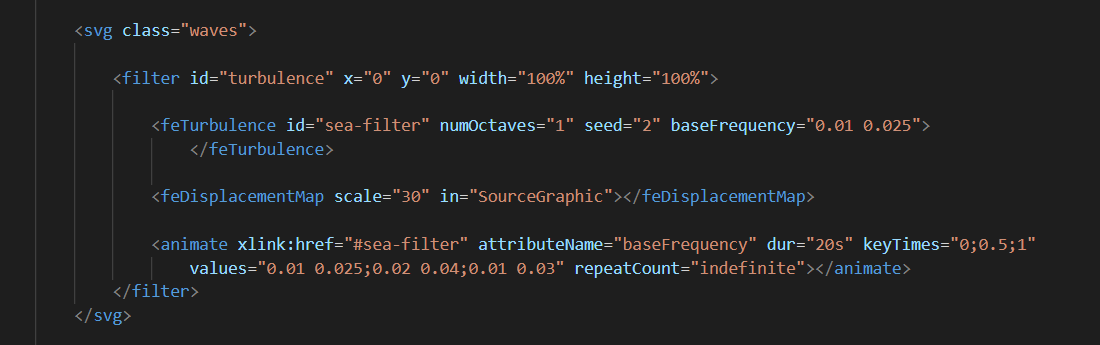 <svg class="waves">
<filter id="turbulence" x="0" y="0" width="100%" height="100%">
<feTurbulence id="sea-filter" numOctaves="1" seed="2" baseFrequency="0.01 0.025">
</feTurbulence>
<feDisplacementMap scale="30" in="SourceGraphic"></feDisplacementMap>
<animate xlink:href="#sea-filter" attributeName="baseFrequency" dur="20s" keyTimes="0;0.5;1"
values="0.01 0.025;0.02 0.04;0.01 0.03" repeatCount="indefinite"></animate>
</filter>
</svg>